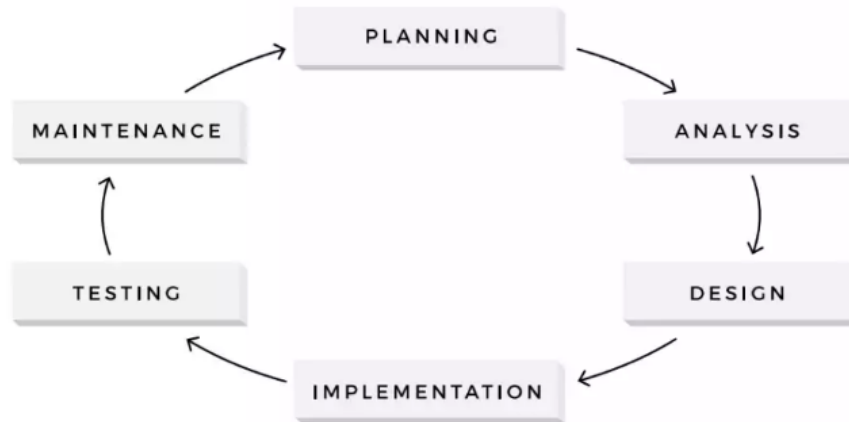 PLANNING
MAINTENANCE
ANALYSIS
TESTING
DESIGN
IMPLEMENTATION